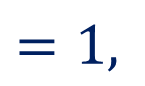 = 1,